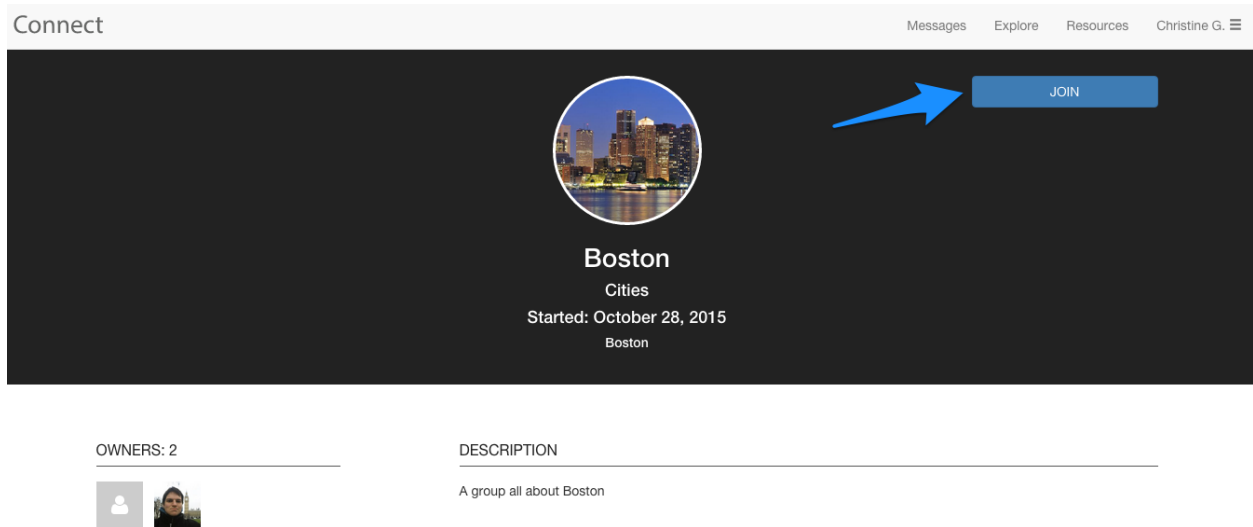 Connect
Messages Explore Resources Christine G.
JOIN
Boston
Cities
Started: October 28, 2015
Boston
OWNERS: 2
DESCRIPTION
A group all about Boston